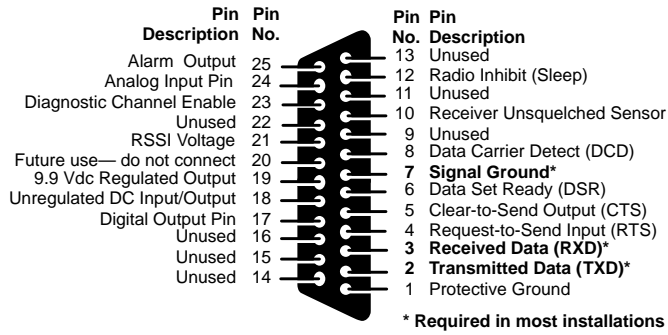 Pin Pin
Description No.
Alarm Output 25
Analog Input Pin 24
Diagnostic Channel Enable 23
Unused 22
RSSI Voltage 21
Future use— do not connect 20
9.9 Vdc Regulated Output 19
Unregulated DC Input/Output 18
Digital Output Pin 17
Unused 16
Unused 15
Unused 14
Pin Pin
No. Description
13 Unused
12 Radio Inhibit (Sleep)
11 Unused
10 Receiver Unsquelched Sensor
9 Unused
8 Data Carrier Detect (DCD)
7 Signal Ground*
6 Data Set Ready (DSR)
5 Clear-to-Send Output (CTS)
4 Request-to-Send Input (RTS)
3 Received Data (RXD)*
2 Transmitted Data (TXD)*
1 Protective Ground
* Required in most installations